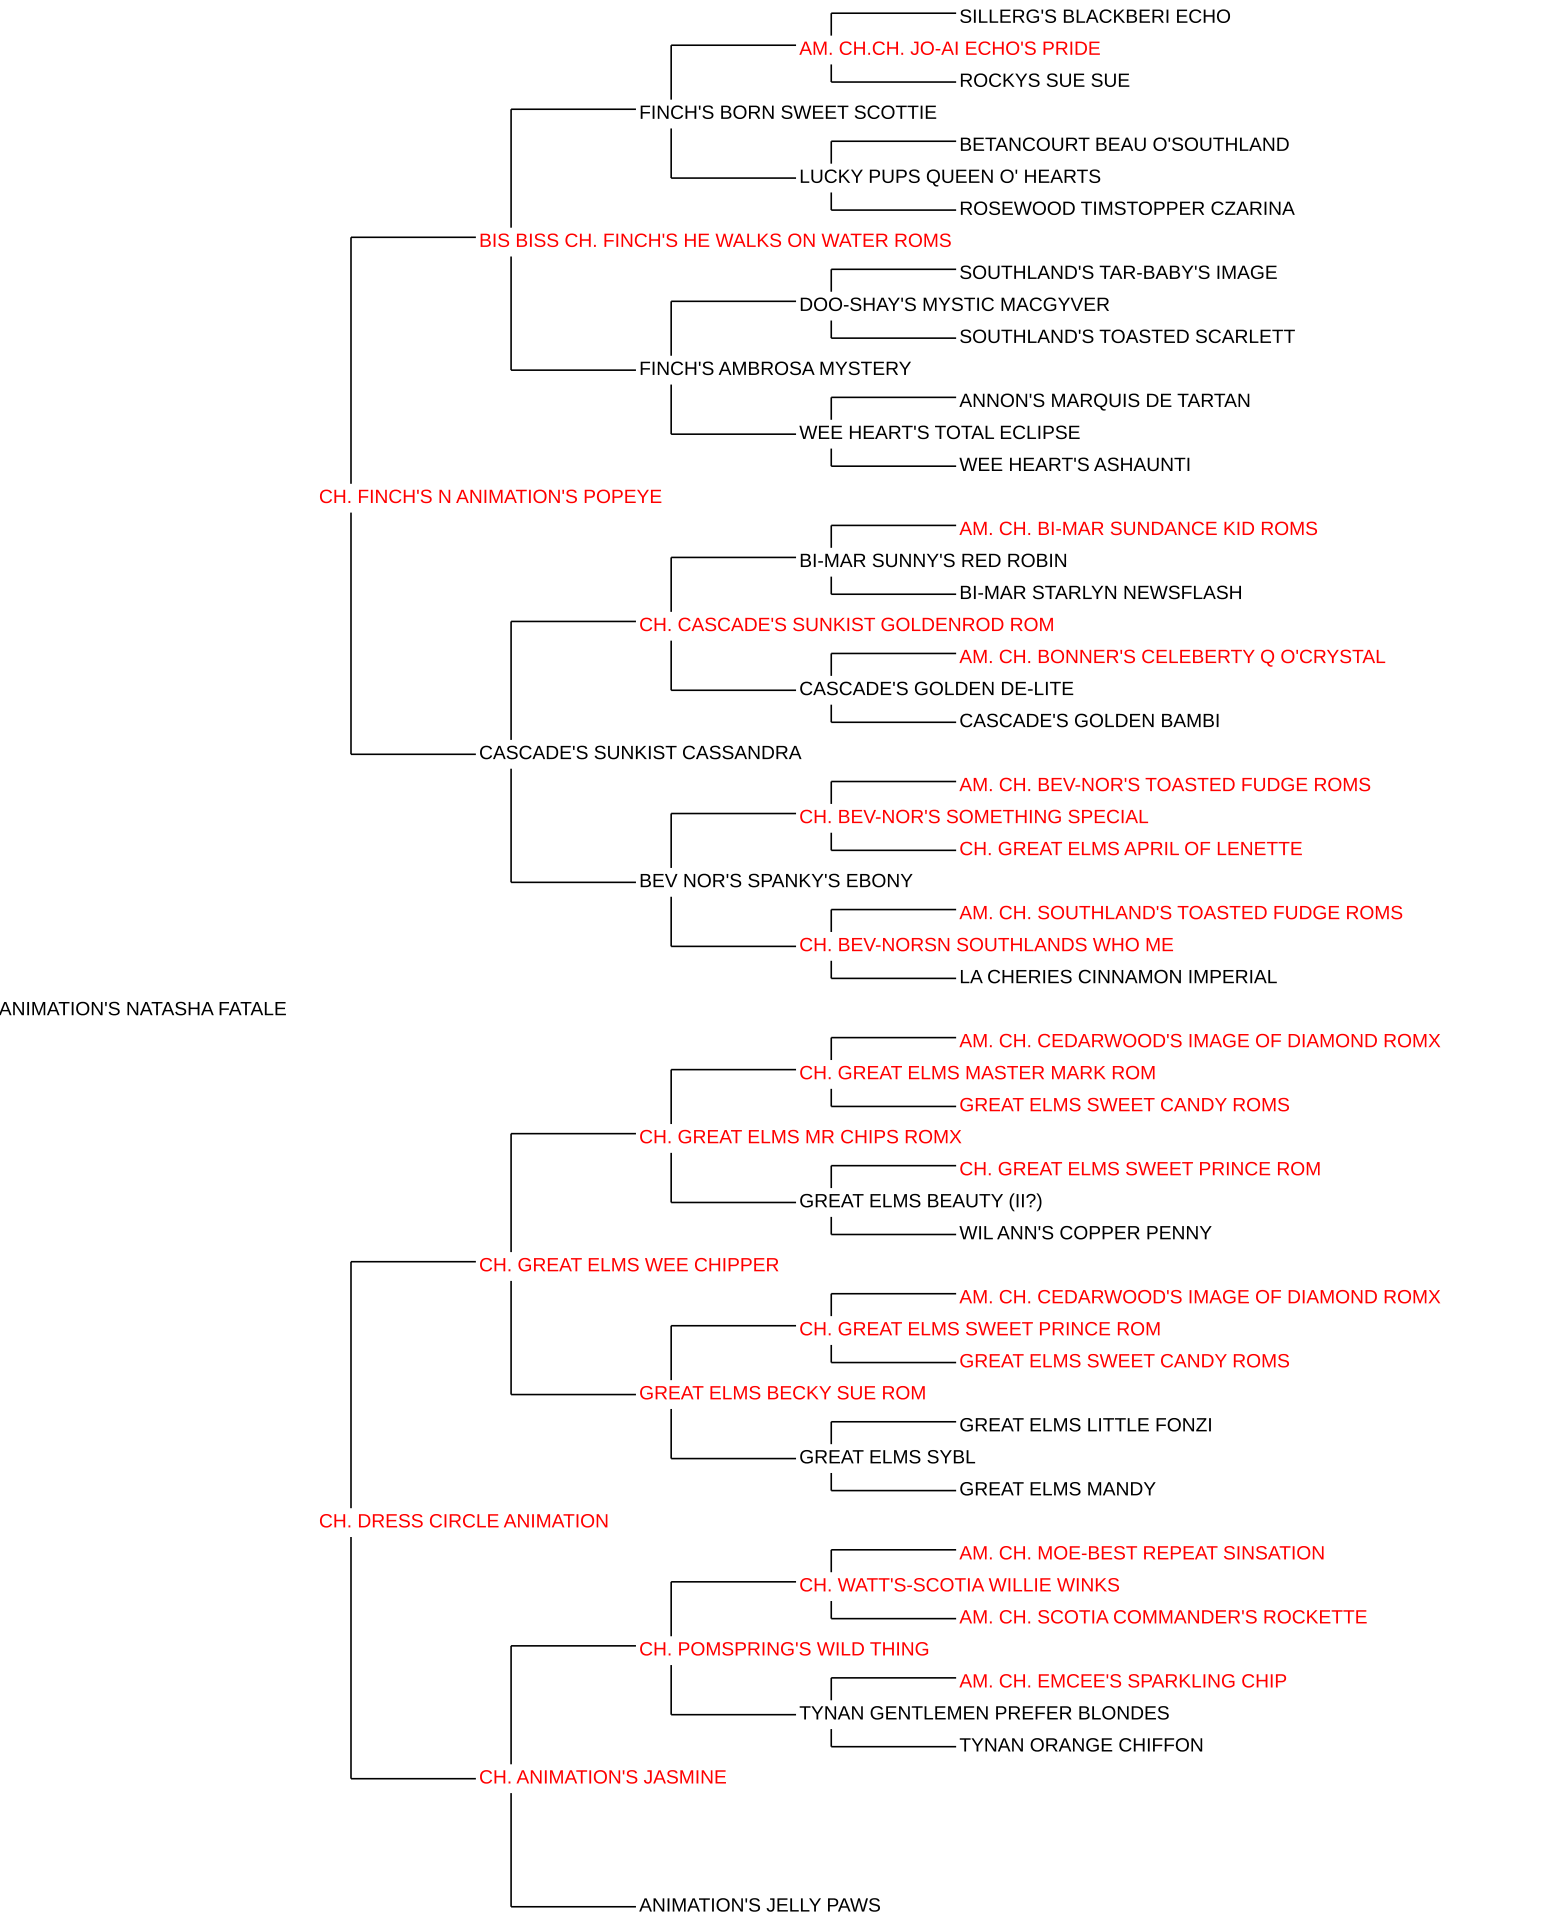 SILLERG'S BLACKBERI ECHO
AM. CH.CH. JO-AI ECHO'S PRIDE
ROCKYS SUE SUE
FINCH'S BORN SWEET SCOTTIE
BETANCOURT BEAU O'SOUTHLAND
LUCKY PUPS QUEEN O' HEARTS
ROSEWOOD TIMSTOPPER CZARINA
BIS BISS CH. FINCH'S HE WALKS ON WATER ROMS
SOUTHLAND'S TAR-BABY'S IMAGE
DOO-SHAY'S MYSTIC MACGYVER
SOUTHLAND'S TOASTED SCARLETT
FINCH'S AMBROSA MYSTERY
ANNON'S MARQUIS DE TARTAN
WEE HEART'S TOTAL ECLIPSE
WEE HEART'S ASHAUNTI
CH. FINCH'S N ANIMATION'S POPEYE
AM. CH. BI-MAR SUNDANCE KID ROMS
BI-MAR SUNNY'S RED ROBIN
BI-MAR STARLYN NEWSFLASH
CH. CASCADE'S SUNKIST GOLDENROD ROM
AM. CH. BONNER'S CELEBERTY Q O'CRYSTAL
CASCADE'S GOLDEN DE-LITE
CASCADE'S GOLDEN BAMBI
CASCADE'S SUNKIST CASSANDRA
AM. CH. BEV-NOR'S TOASTED FUDGE ROMS
CH. BEV-NOR'S SOMETHING SPECIAL
CH. GREAT ELMS APRIL OF LENETTE
BEV NOR'S SPANKY'S EBONY
AM. CH. SOUTHLAND'S TOASTED FUDGE ROMS
CH. BEV-NORSN SOUTHLANDS WHO ME
LA CHERIES CINNAMON IMPERIAL
ANIMATION'S NATASHA FATALE
AM. CH. CEDARWOOD'S IMAGE OF DIAMOND ROMX
CH. GREAT ELMS MASTER MARK ROM
GREAT ELMS SWEET CANDY ROMS
CH. GREAT ELMS MR CHIPS ROMX
CH. GREAT ELMS SWEET PRINCE ROM
GREAT ELMS BEAUTY (II?)
WIL ANN'S COPPER PENNY
CH. GREAT ELMS WEE CHIPPER
AM. CH. CEDARWOOD'S IMAGE OF DIAMOND ROMX
CH. GREAT ELMS SWEET PRINCE ROM
GREAT ELMS SWEET CANDY ROMS
GREAT ELMS BECKY SUE ROM
GREAT ELMS LITTLE FONZI
GREAT ELMS SYBL
GREAT ELMS MANDY
CH. DRESS CIRCLE ANIMATION
AM. CH. MOE-BEST REPEAT SINSATION
CH. WATT'S-SCOTIA WILLIE WINKS
AM. CH. SCOTIA COMMANDER'S ROCKETTE
CH. POMSPRING'S WILD THING
AM. CH. EMCEE'S SPARKLING CHIP
TYNAN GENTLEMEN PREFER BLONDES
TYNAN ORANGE CHIFFON
CH. ANIMATION'S JASMINE
ANIMATION'S JELLY PAWS